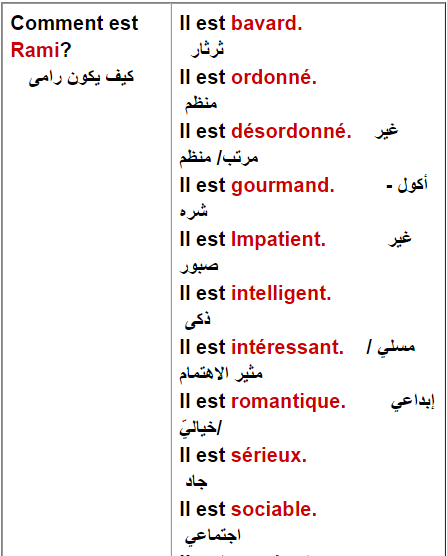 Comment est
Rami?
كيف يكون رامى
Il est bavard.
ثرثار
Il est ordonné.
منظم
Il est désordonné. غير
مرتب/ منظم
Il est gourmand. أكول -
شره
Il est Impatient. غير
صبور
Il est intelligent.
ذكى
Il est intéressant. مسلي /
مثير الاهتمام
Il est romantique. إبداعي
/خياليّ
Il est sérieux.
جاد
Il est sociable.
اجتماعي